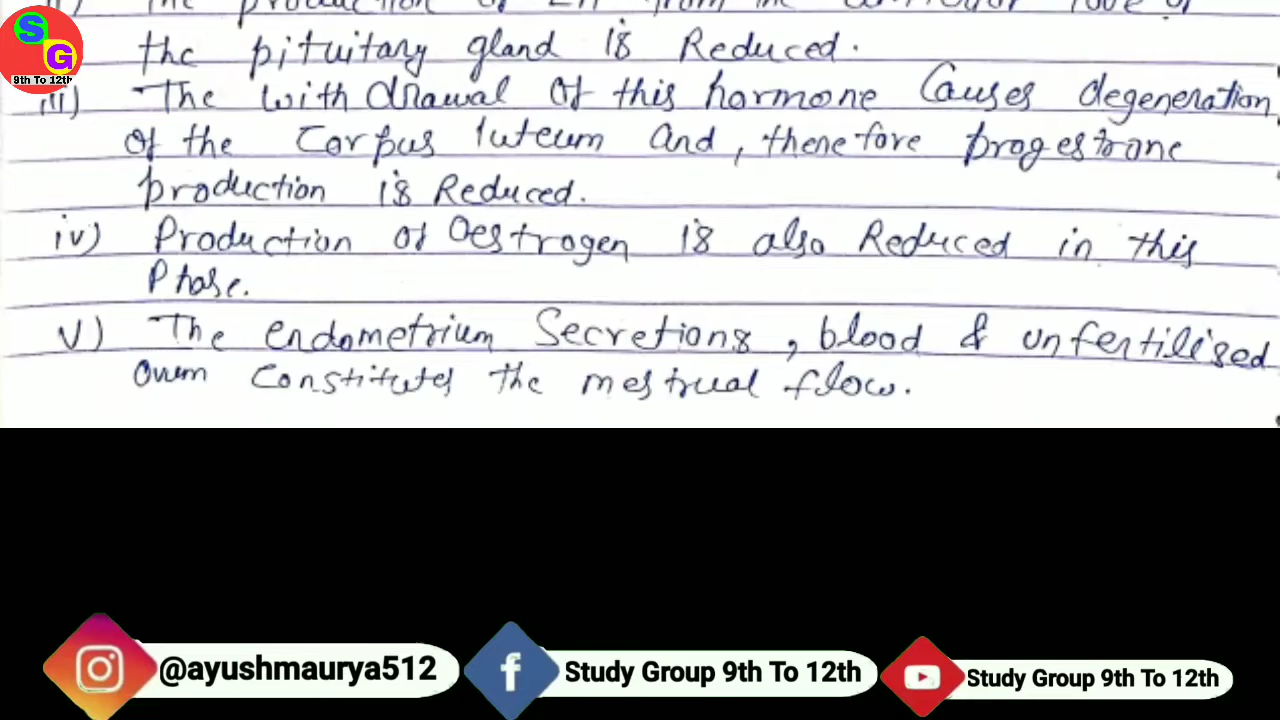 SG
9th To 12th
the pituitary gland is Reduced.
iii) The withdrawal of this hormone Causes degeneration
of the Corpus luteum and, therefore progestrone
production is Reduced.
iv) Production of Oestrogen is also Reduced in this
Phase.
v) The endometrium Secretions, blood & unfertilised
Ovum Constitutes the mestrual flow.
@ayushmaurya512
Study Group 9th To 12th
Study Group 9th To 12th